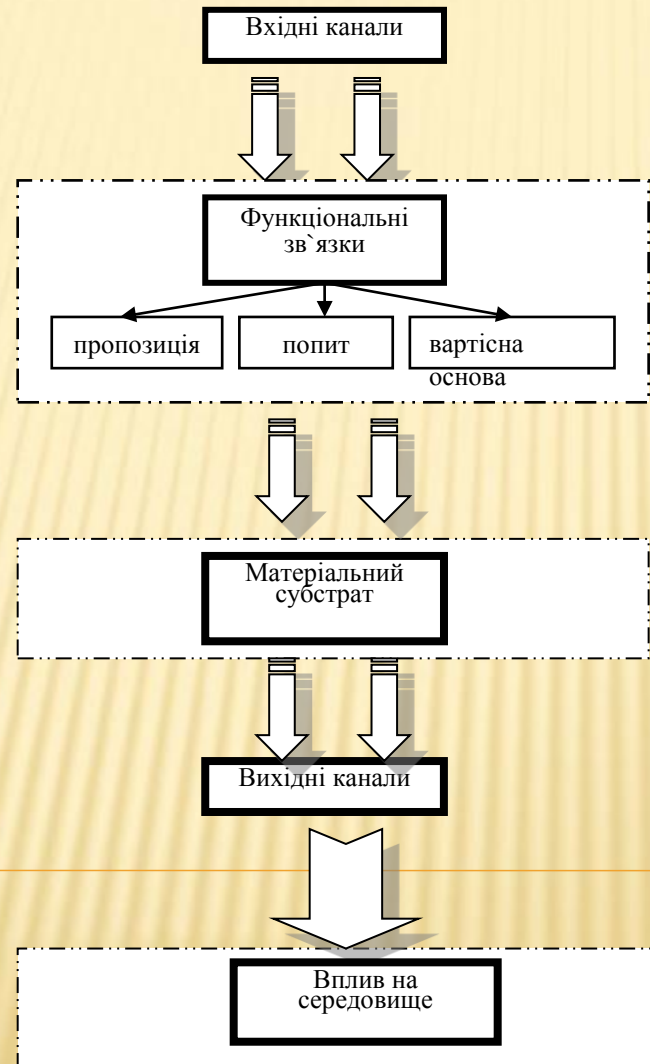 Вхідні канали
Функціональні
зв`язки
пропозиція
попит
вартісна
основа
Матеріальний
субстрат
Вихідні канали
Вплив на
середовище